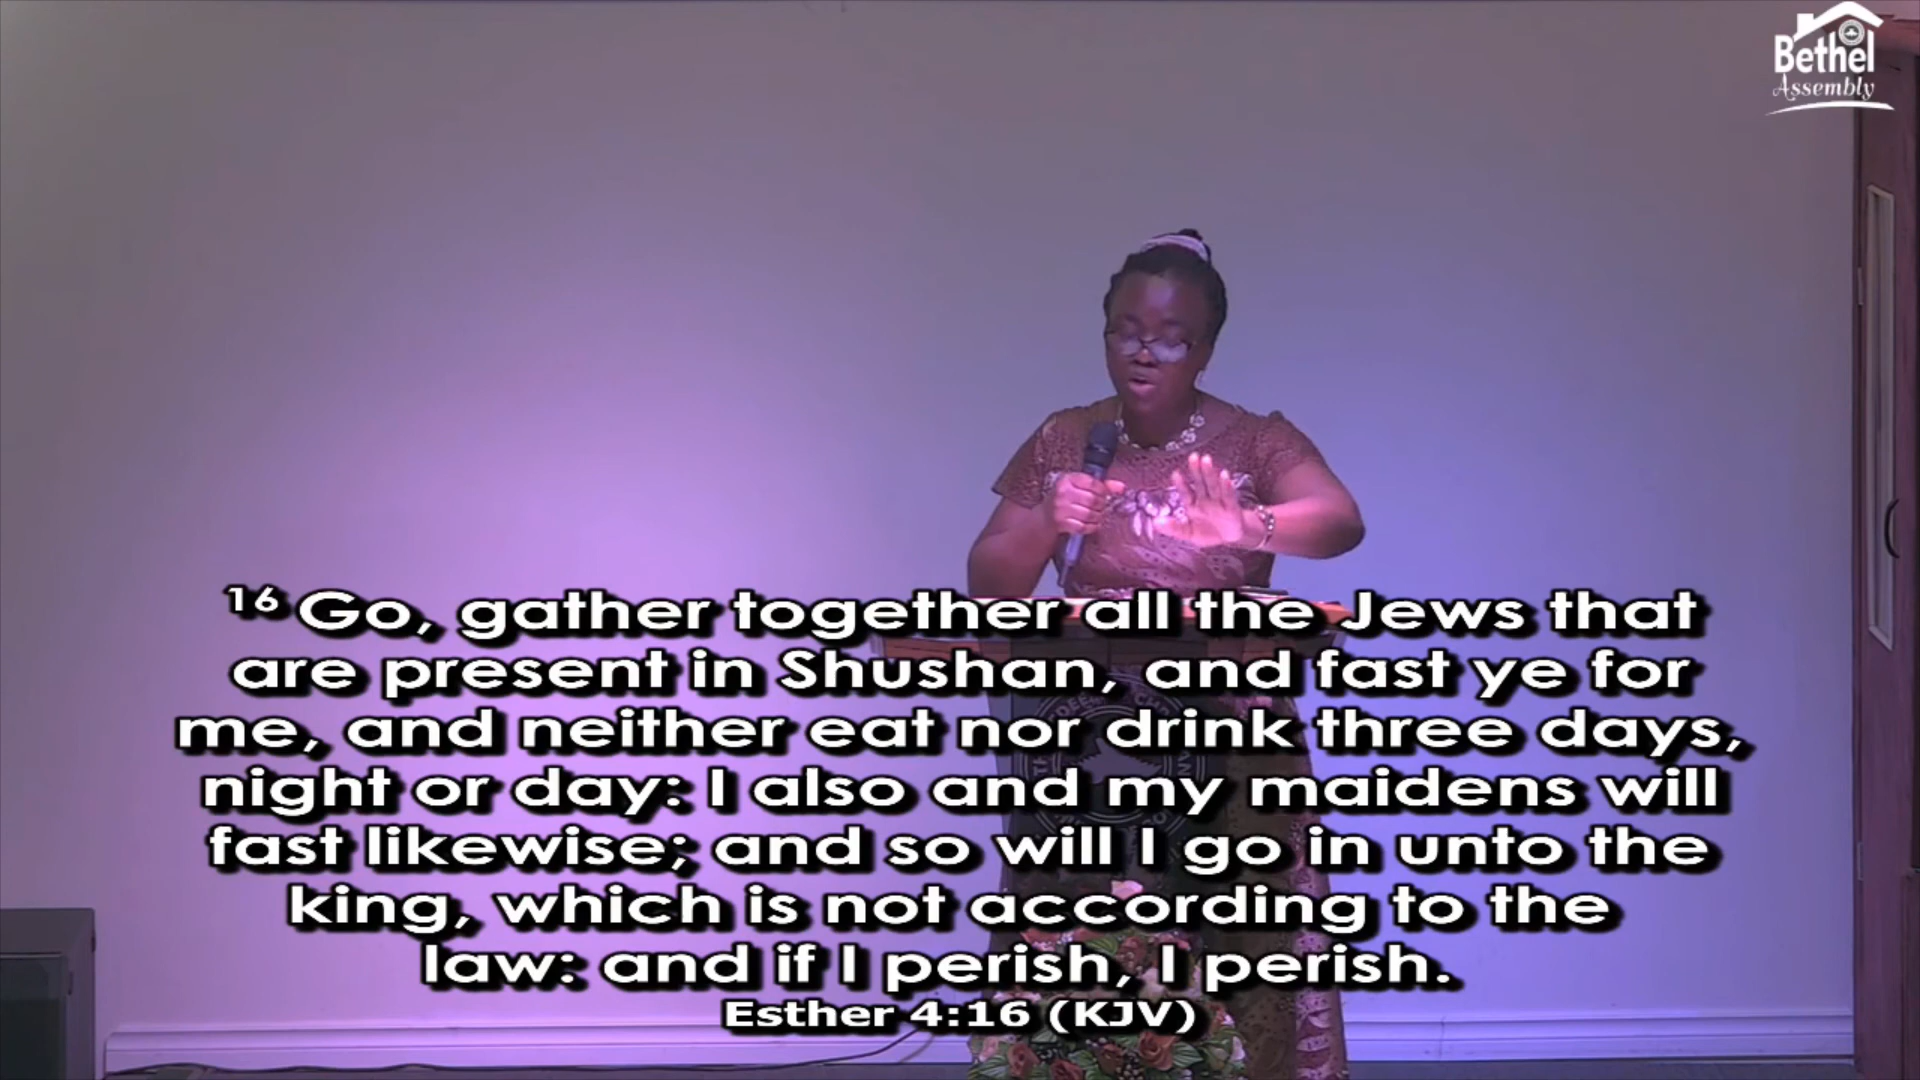 Bethel
Assembly
16 Go, gather together all the Jews that
are present in Shushan, and fast ye for
me, and neither eat nor drink three days,
night or day: I also and my maidens will
fast likewise; and so will I go in unto the
king, which is not according to the
law: and if I perish, I perish.
Esther 4:16 (KJV)